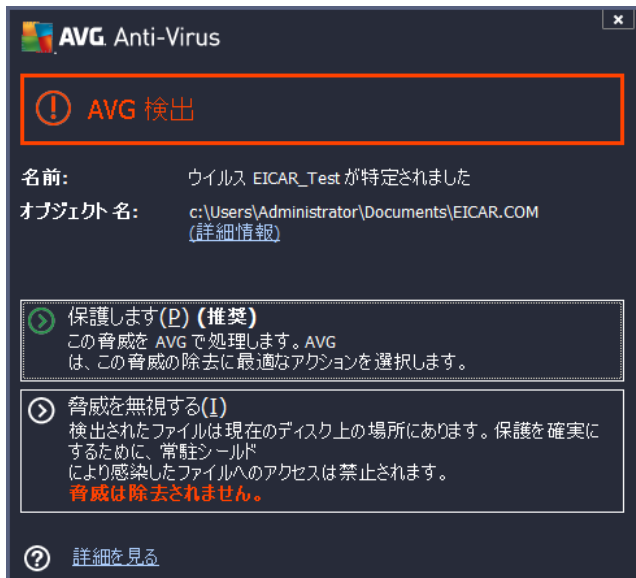 AVG Anti-Virus
x
AVG 検出
名前: ウイルス EICAR_Test が特定されました
オブジェクト名: c:\Users\Administrator\Documents\EICAR.COM
(詳細情報)
保護します(P) (推奨)
この脅威を AVG で処理します。AVG
は、この脅威の除去に最適なアクションを選択します。
脅威を無視する(I)
検出されたファイルは現在のディスク上の場所にあります。保護を確実に
するために、常駐シールド
により感染したファイルへのアクセスは禁止されます。
脅威は除去されません。
? 詳細を見る